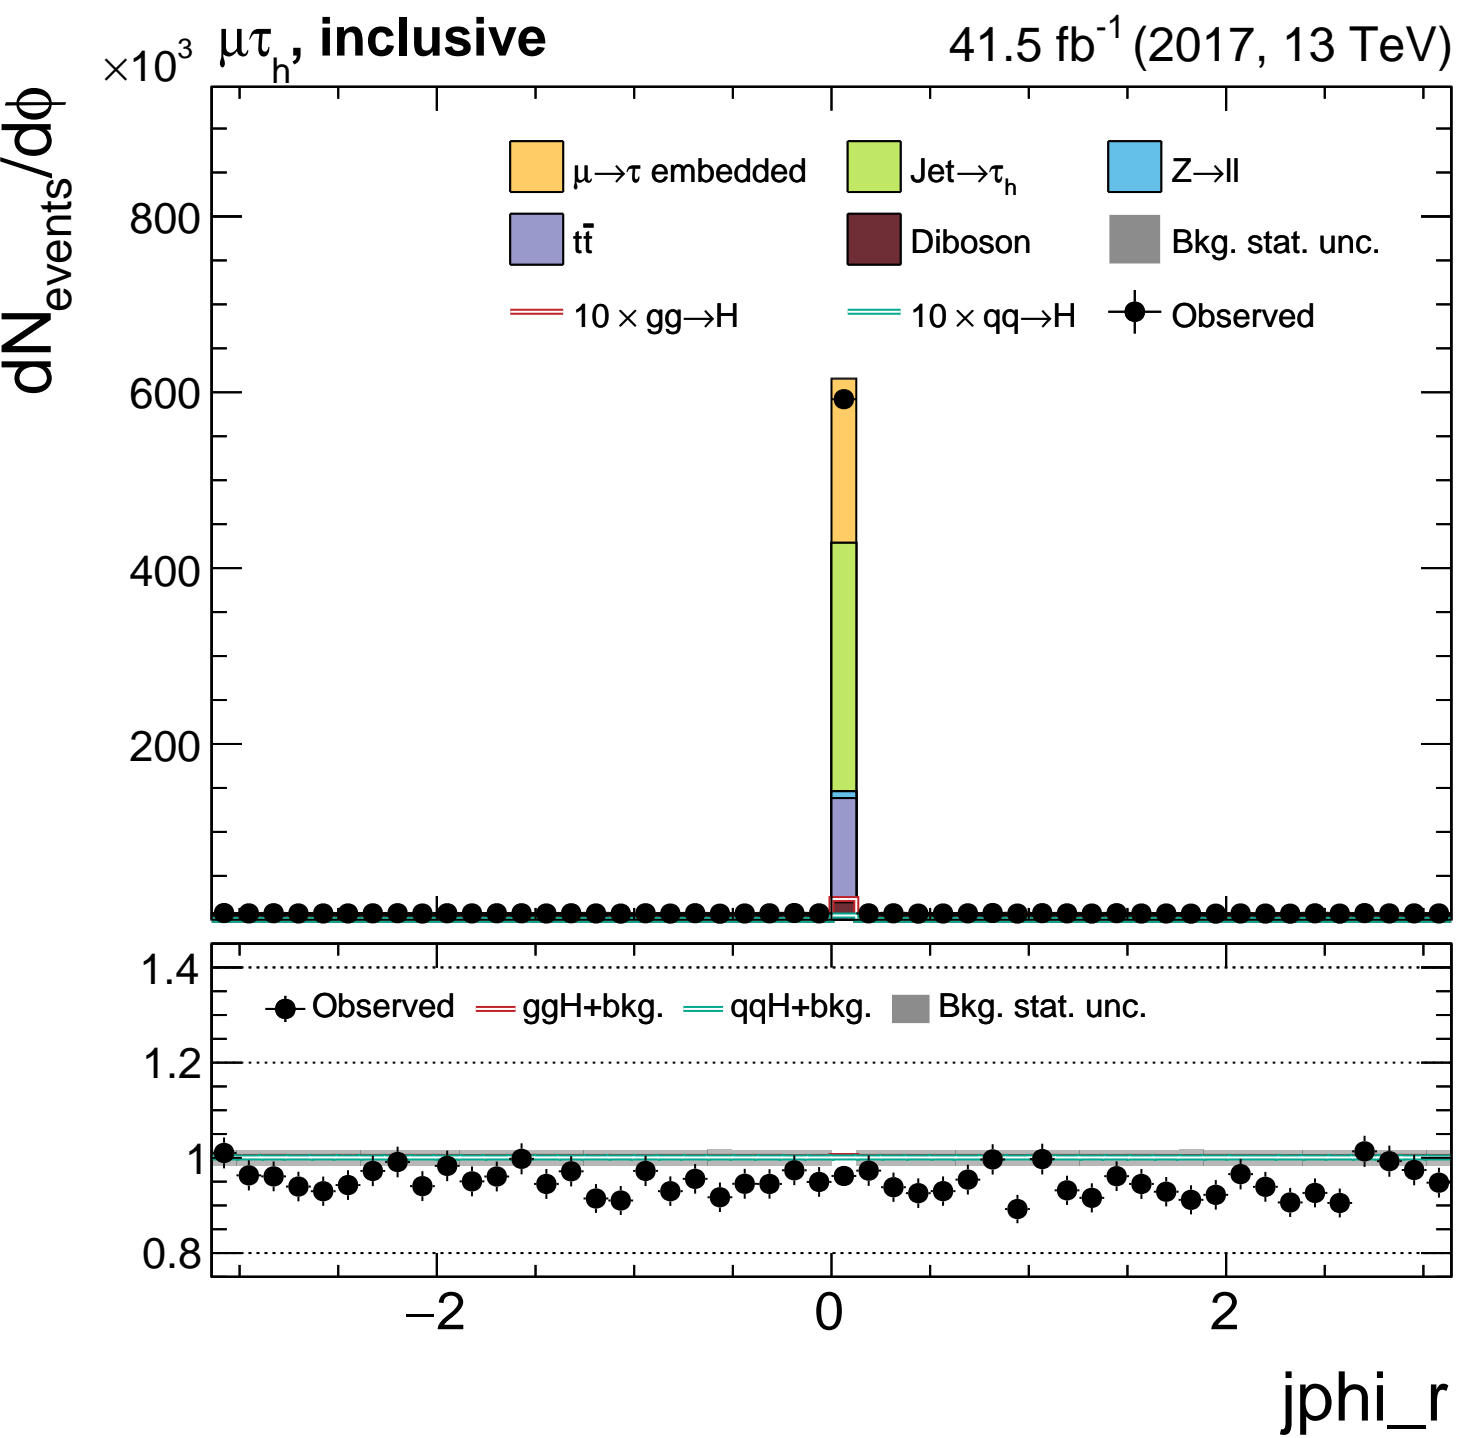 ×10³ μτh, inclusive 41.5 fb⁻¹ (2017, 13 TeV)
dNevents/dϕ
μ→τ embedded Jet→τh Z→ll
tt̄ Diboson Bkg. stat. unc.
10 × gg→H 10 × qq→H Observed
800
600
400
200
1.4
Observed ggH+bkg. qqH+bkg. Bkg. stat. unc.
1.2
1
0.8
−2 0 2
jphi_r